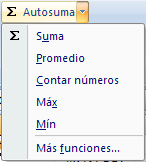 Σ Autosuma
Σ Suma
Promedio
Contar números
Máx
Mín
Más funciones...